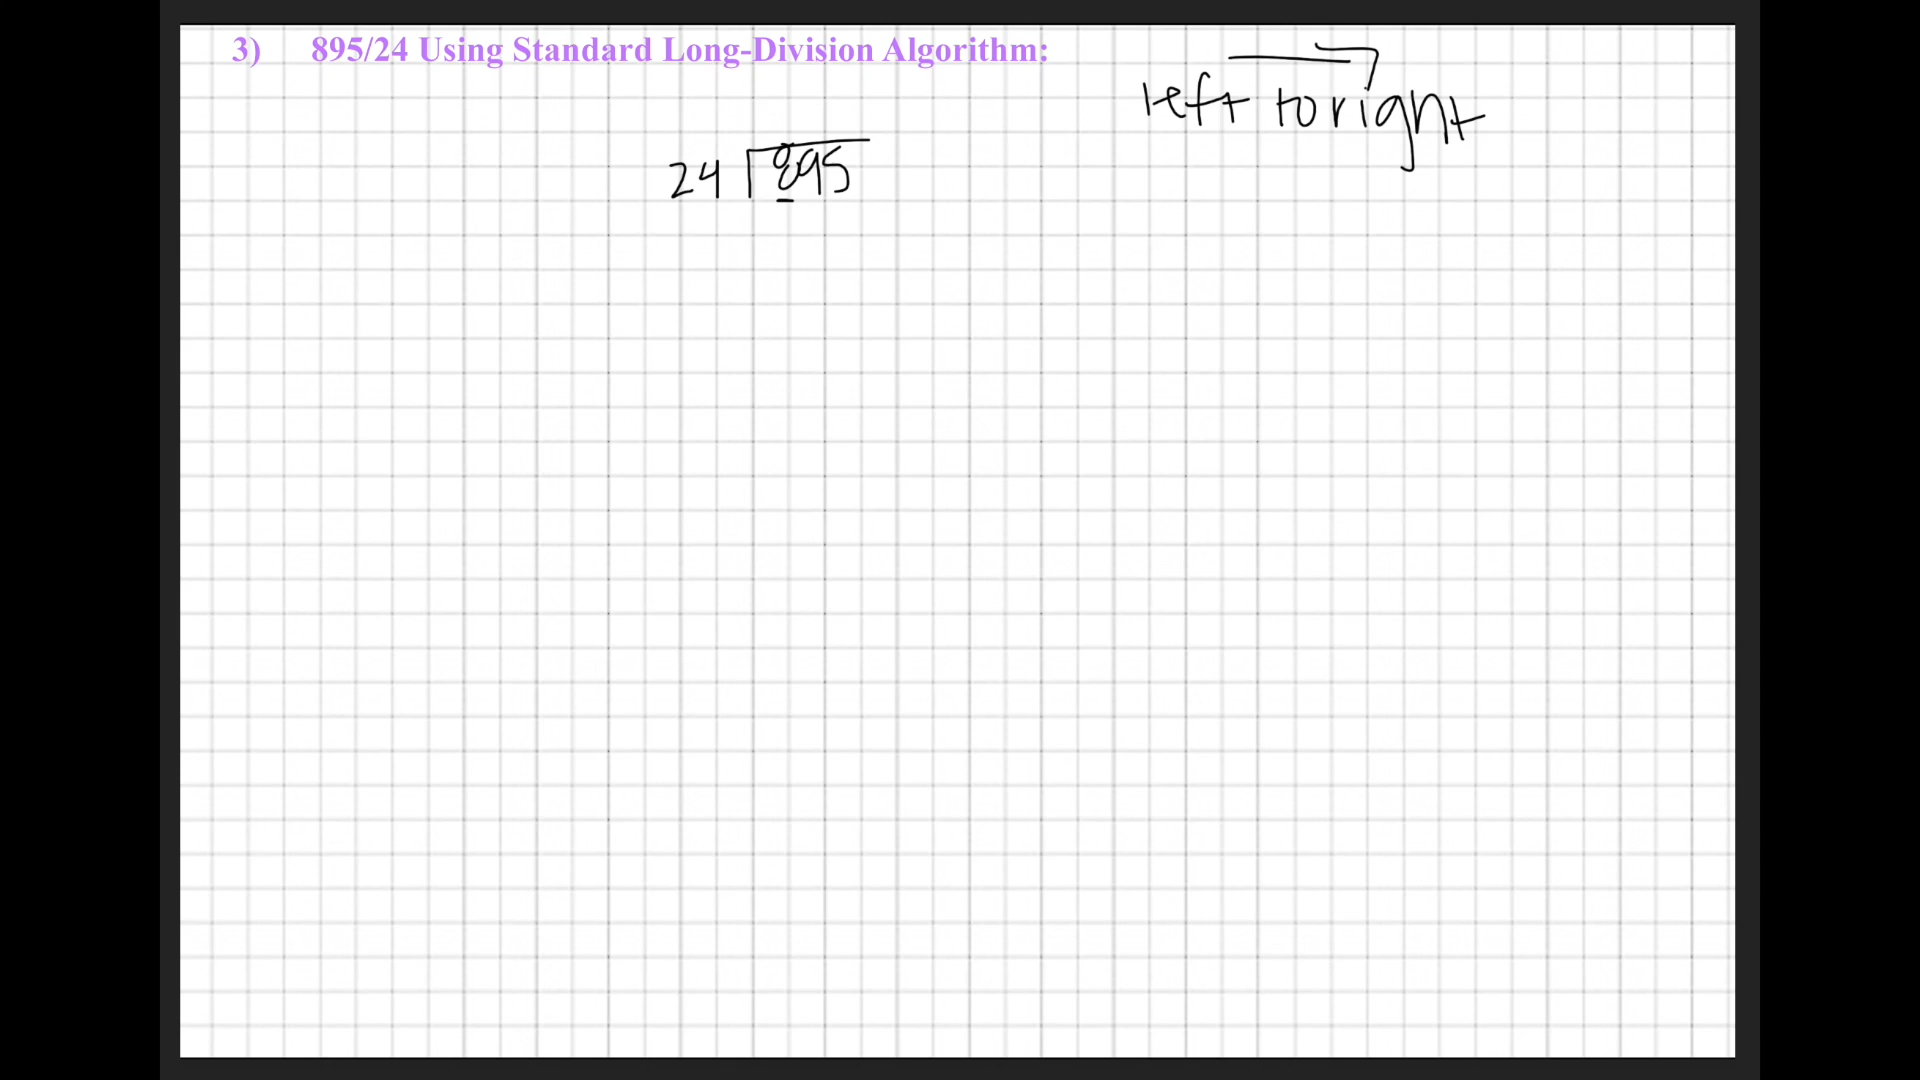 3) 895/24 Using Standard Long-Division Algorithm:
left to right
24 895